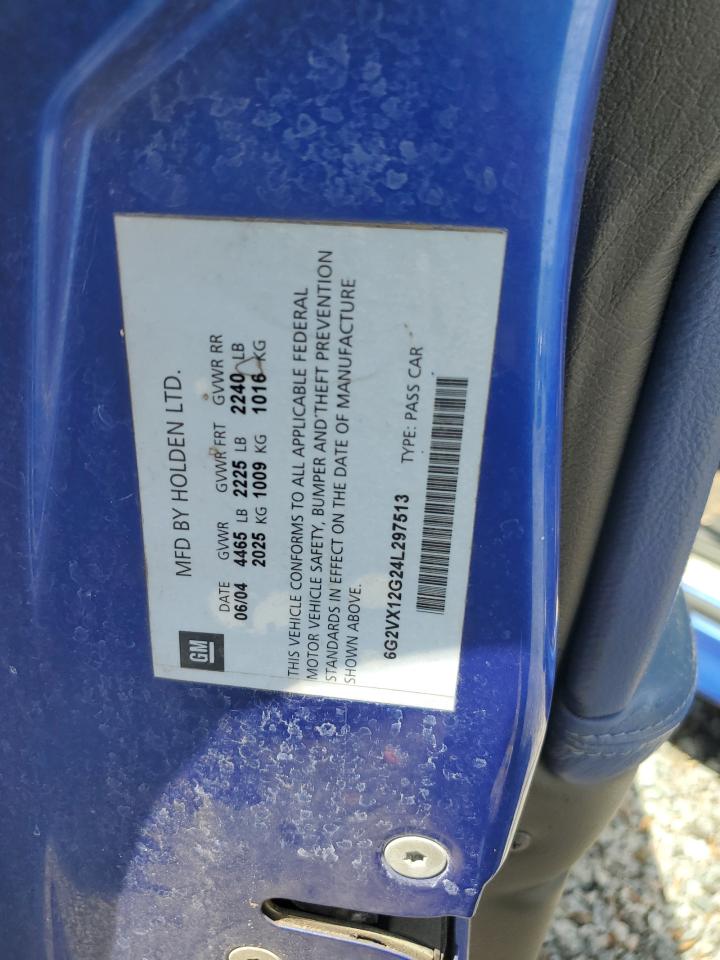 GM
MFD BY HOLDEN LTD.
DATE GVWR GVWR FRT GVWR RR
06/04 4465 LB 2225 LB 2240 LB
2025 KG 1009 KG 1016 KG
THIS VEHICLE CONFORMS TO ALL APPLICABLE FEDERAL
MOTOR VEHICLE SAFETY, BUMPER AND THEFT PREVENTION
STANDARDS IN EFFECT ON THE DATE OF MANUFACTURE
SHOWN ABOVE.
6G2VX12G24L297513 TYPE: PASS CAR